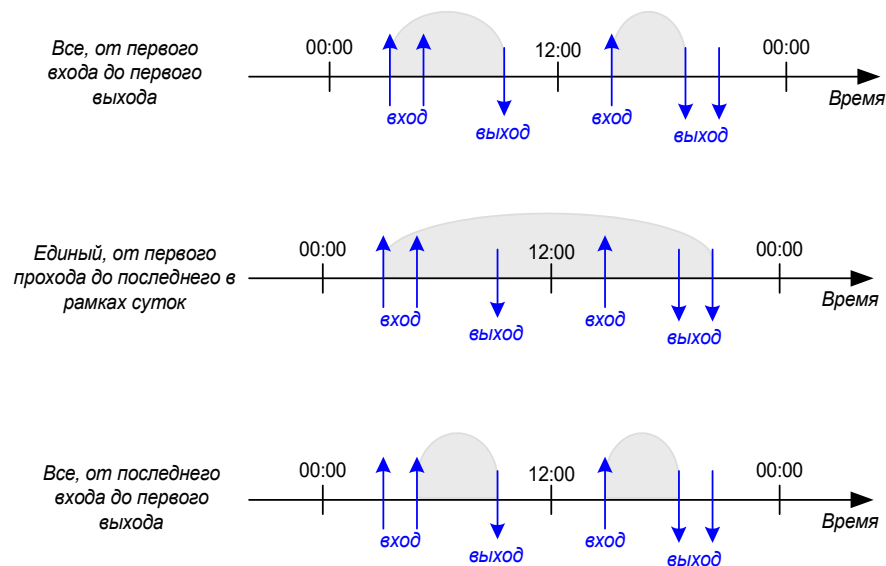 Все, от первого
входа до первого
выхода
00:00
12:00
00:00
Время
вход
выход
вход
выход
Единый, от первого
прохода до последнего в
рамках суток
00:00
12:00
00:00
Время
вход
выход
вход
выход
Все, от последнего
входа до первого
выхода
00:00
12:00
00:00
Время
вход
выход
вход
выход